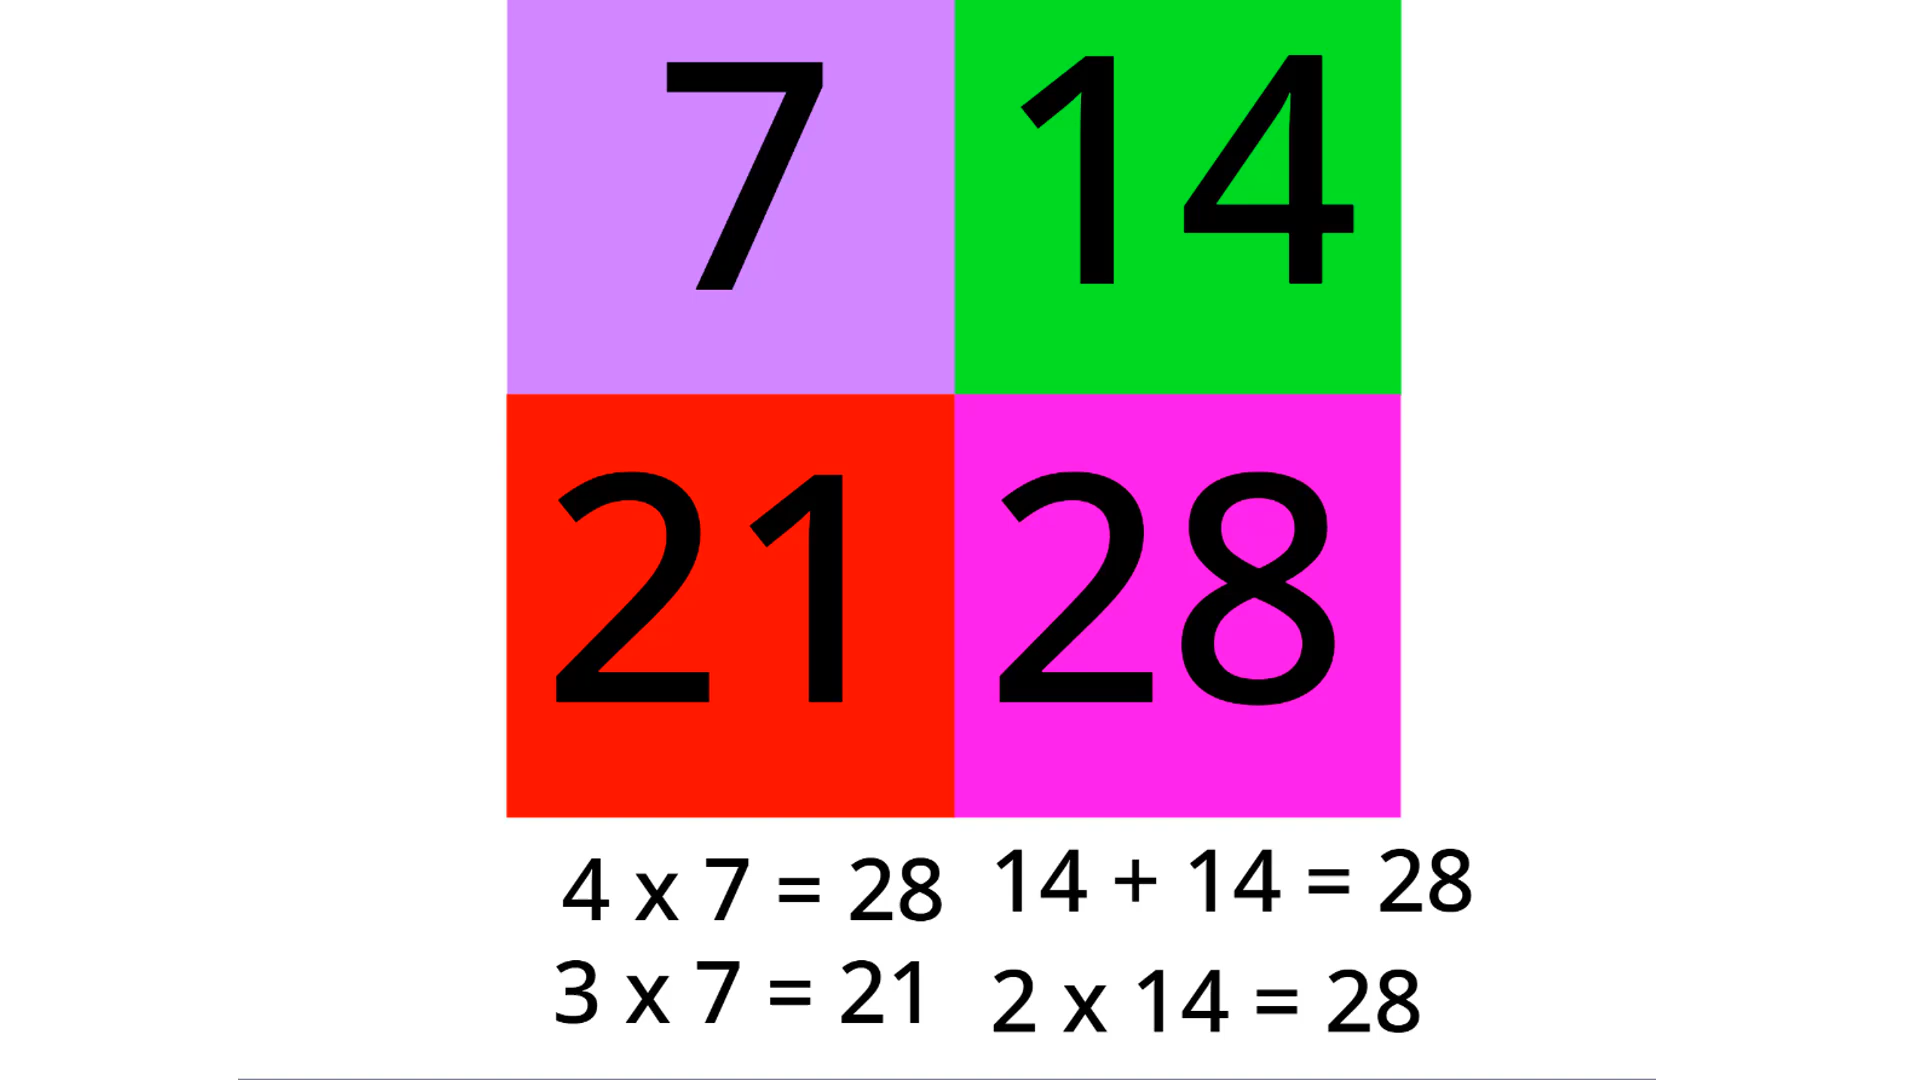 7 14
21 28
4 x 7 = 28 14 + 14 = 28
3 x 7 = 21 2 x 14 = 28